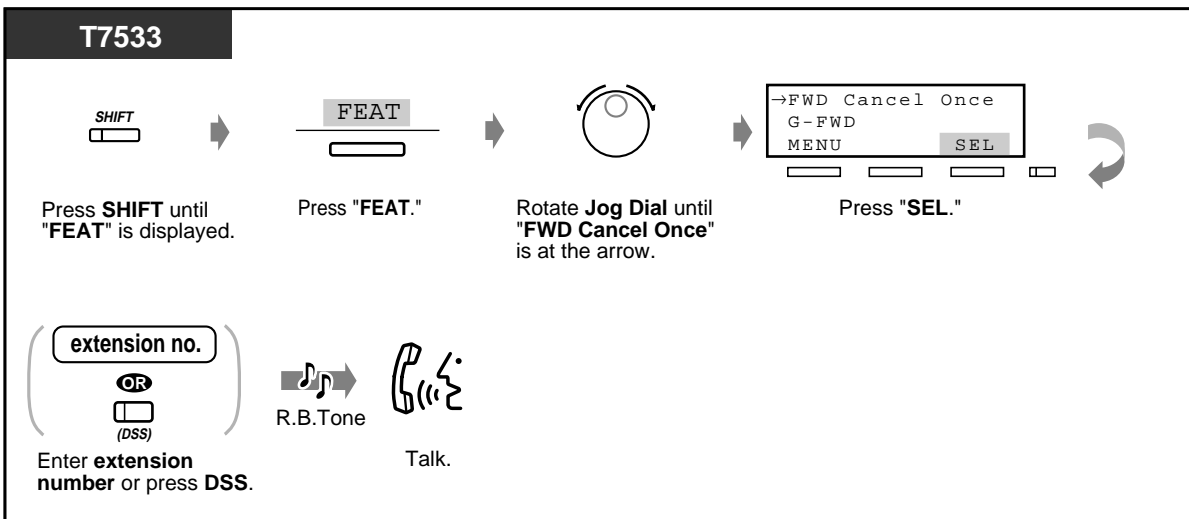 T7533
SHIFT
FEAT
→FWD Cancel Once
G-FWD
MENU SEL
Press SHIFT until
"FEAT" is displayed.
Press "FEAT."
Rotate Jog Dial until
"FWD Cancel Once"
is at the arrow.
Press "SEL."
extension no.
OR
(DSS)
Enter extension
number or press DSS.
R.B.Tone
Talk.